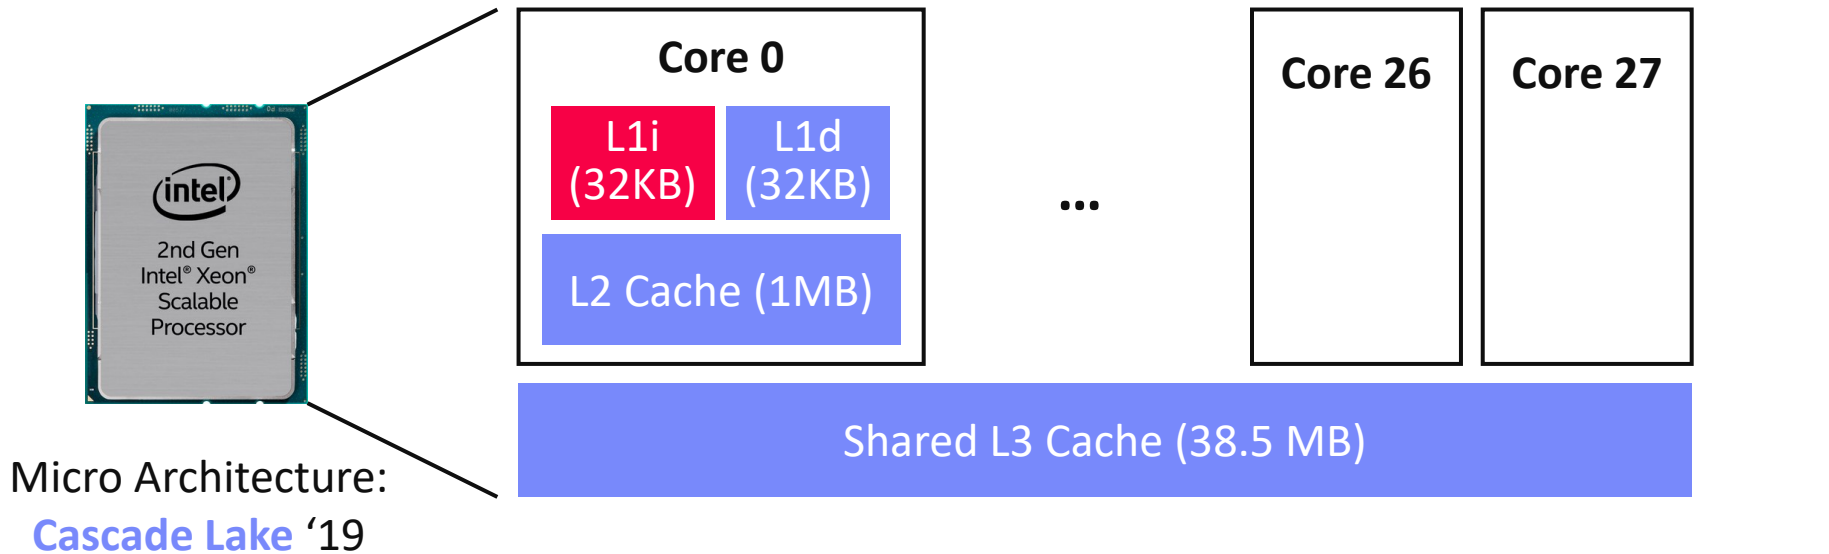 Core 0
L1i
(32KB)
L1d
(32KB)
L2 Cache (1MB)
...
Core 26
Core 27
Shared L3 Cache (38.5 MB)
intel
2nd Gen
Intel® Xeon®
Scalable
Processor
Micro Architecture:
Cascade Lake ‘19